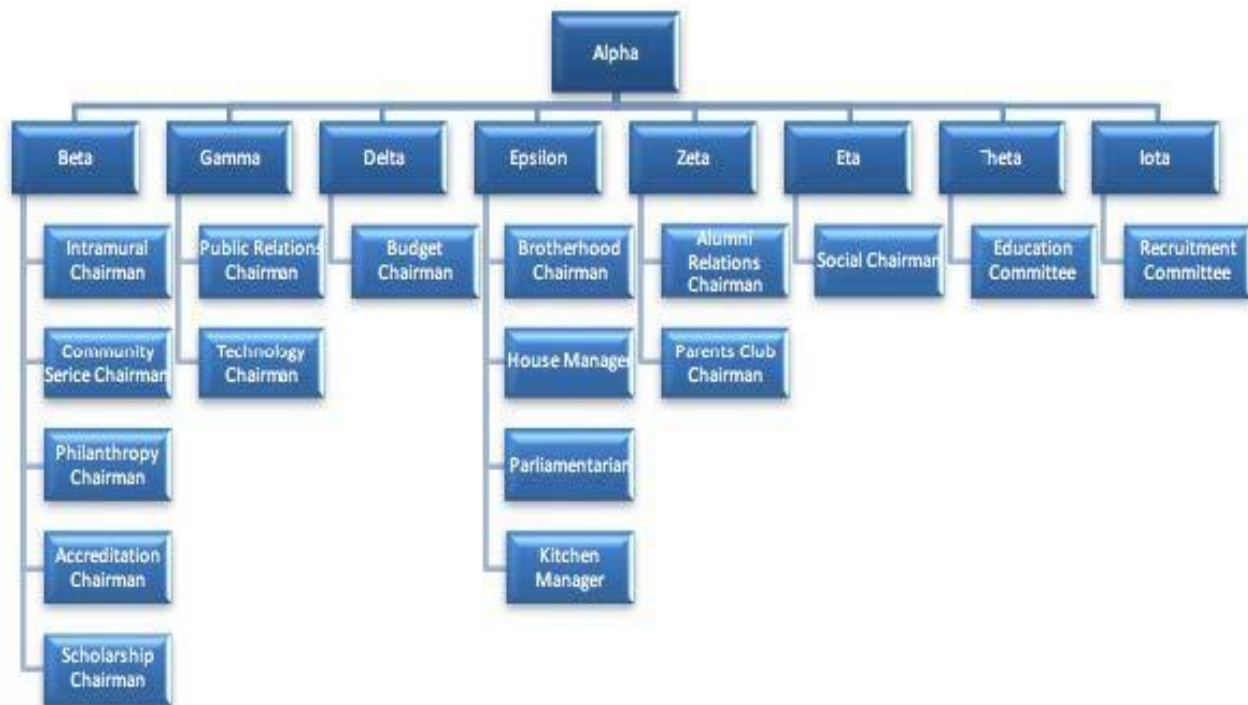 Alpha
Beta
Gamma
Delta
Epsilon
Zeta
Eta
Theta
Iota
Intramural
Chairman
Public Relations
Chairman
Budget
Chairman
Brotherhood
Chairman
Alumni
Relations
Chairman
Social Chairman
Education
Committee
Recruitment
Committee
Community
Serice Chairman
Technology
Chairman
House Manager
Parents Club
Chairman
Philanthropy
Chairman
Parliamentarian
Accreditation
Chairman
Kitchen
Manager
Scholarship
Chairman